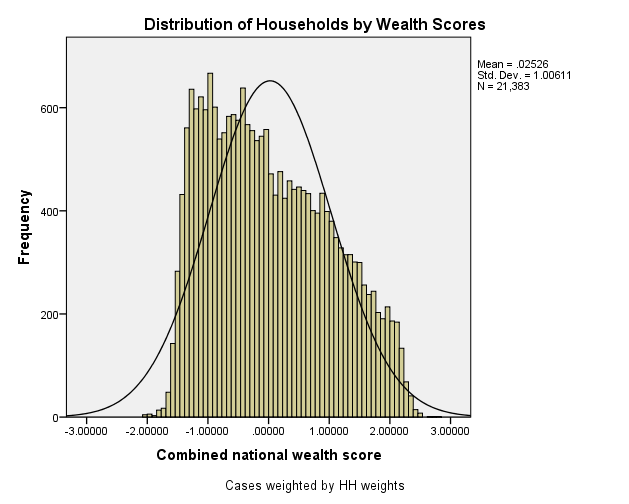 Distribution of Households by Wealth Scores
Mean = .02526
Std. Dev. = 1.00611
N = 21,383
Frequency
600
400
200
0
-3.00000 -2.00000 -1.00000 .00000 1.00000 2.00000 3.00000
Combined national wealth score
Cases weighted by HH weights